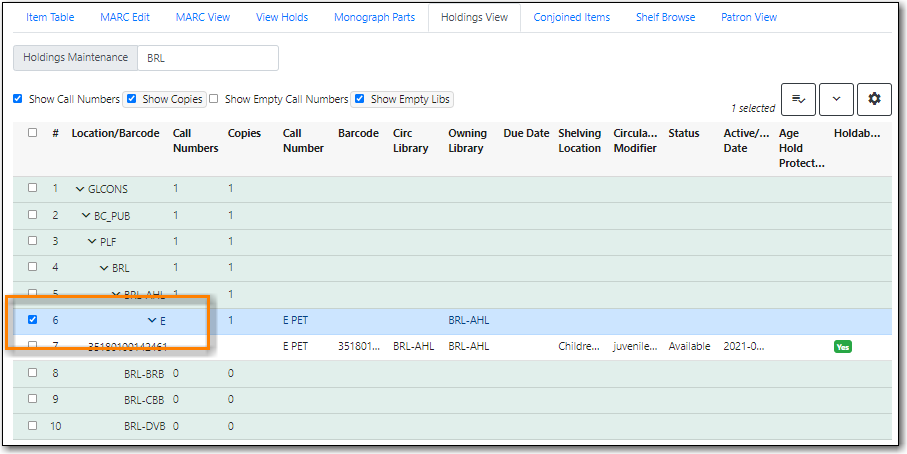 Item Table MARC Edit MARC View View Holds Monograph Parts Holdings View Conjoined Items Shelf Browse Patron View
Holdings Maintenance BRL
Show Call Numbers Show Copies Show Empty Call Numbers Show Empty Libs
1 selected
# Location/Barcode Call Numbers Copies Call Number Barcode Circ Library Owning Library Due Date Shelving Location Circula... Modifier Status Active/... Date Age Hold Protect... Holdab...
1 GLCONS 1 1
2 BC_PUB 1 1
3 PLF 1 1
4 BRL 1 1
5 BRL-AHL 1 1
6 E 1 E PET BRL-AHL
7 35180100142461 E PET 351801... BRL-AHL BRL-AHL Childre... juvenile... Available 2021-0... Yes
8 BRL-BRB 0 0
9 BRL-CBB 0 0
10 BRL-DVB 0 0